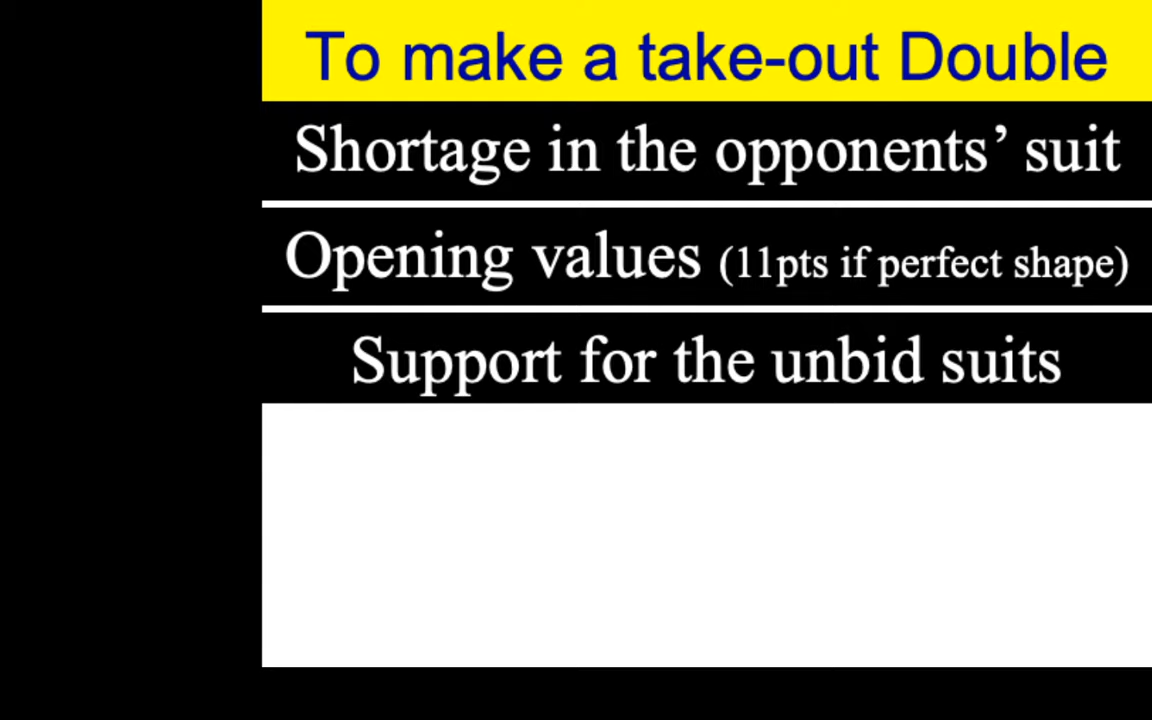 To make a take-out Double
Shortage in the opponents’ suit
Opening values (11pts if perfect shape)
Support for the unbid suits